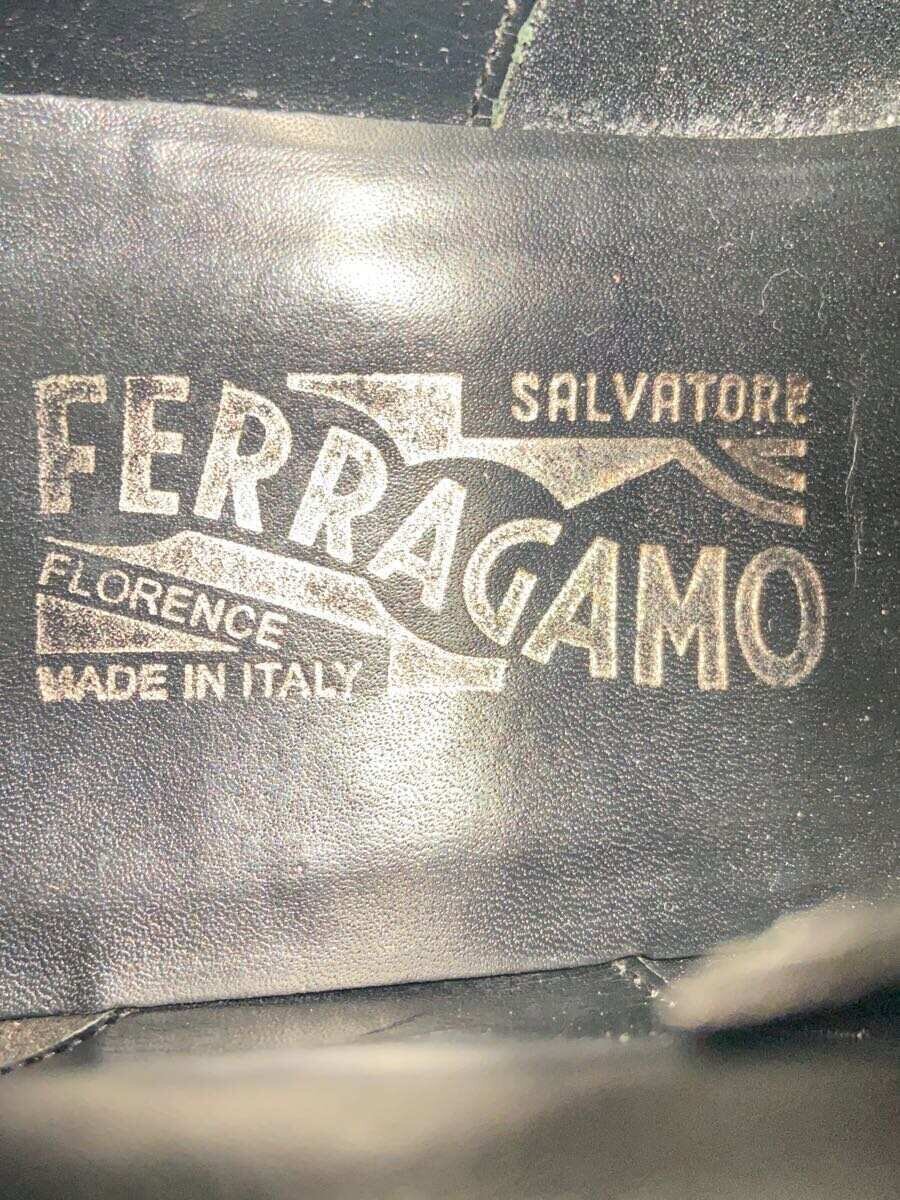 SALVATORE
FERRAGAMO
FLORENCE
MADE IN ITALY